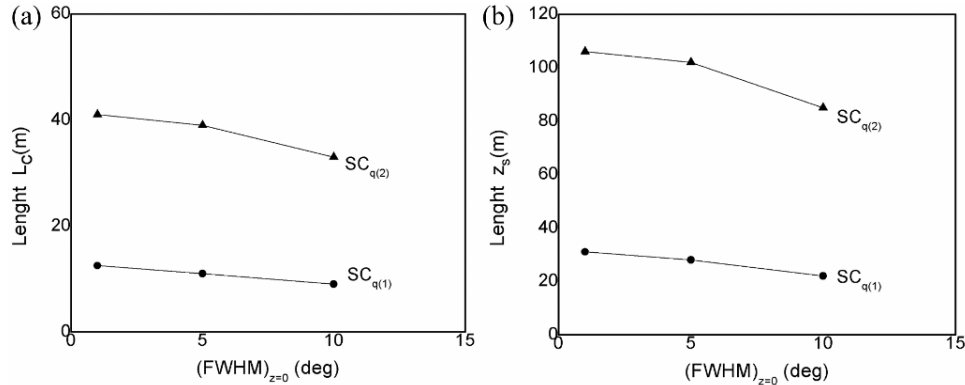 (a)
60
40
20
0
Lenght L_C(m)
SC_q(2)
SC_q(1)
0 5 10 15
(FWHM)_z=0 (deg)
(b)
120
100
80
60
40
20
0
Lenght z_s(m)
SC_q(2)
SC_q(1)
0 5 10 15
(FWHM)_z=0 (deg)